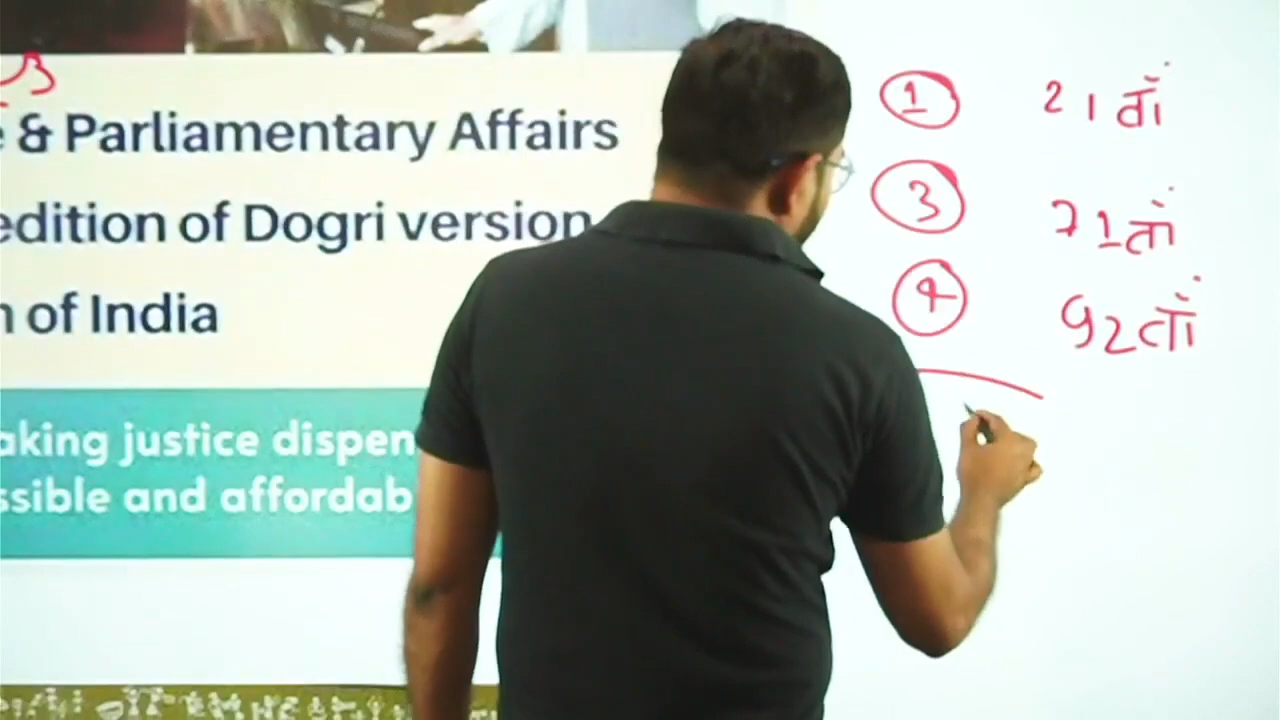 & Parliamentary Affairs
edition of Dogri version
of India
aking justice dispen
ssible and affordab
1 21 वाँ
3 71वाँ
4 92वाँ